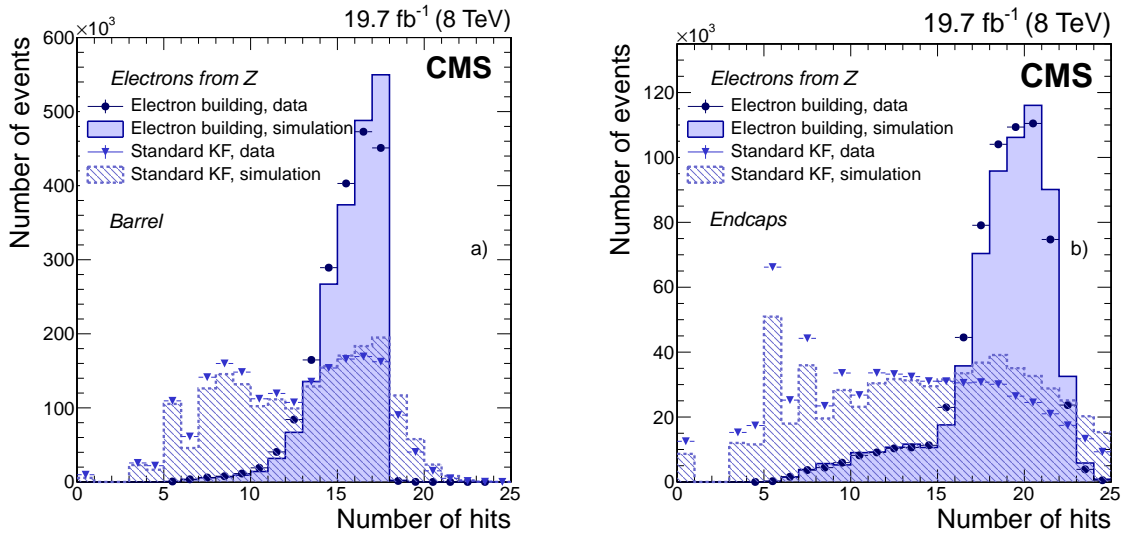 19.7 fb⁻¹ (8 TeV)
×10³
Number of events
600
500
400
300
200
100
0
CMS
Electrons from Z
Electron building, data
Electron building, simulation
Standard KF, data
Standard KF, simulation
Barrel
a)
0 5 10 15 20 25
Number of hits
19.7 fb⁻¹ (8 TeV)
×10³
Number of events
120
100
80
60
40
20
0
CMS
Electrons from Z
Electron building, data
Electron building, simulation
Standard KF, data
Standard KF, simulation
Endcaps
b)
0 5 10 15 20 25
Number of hits